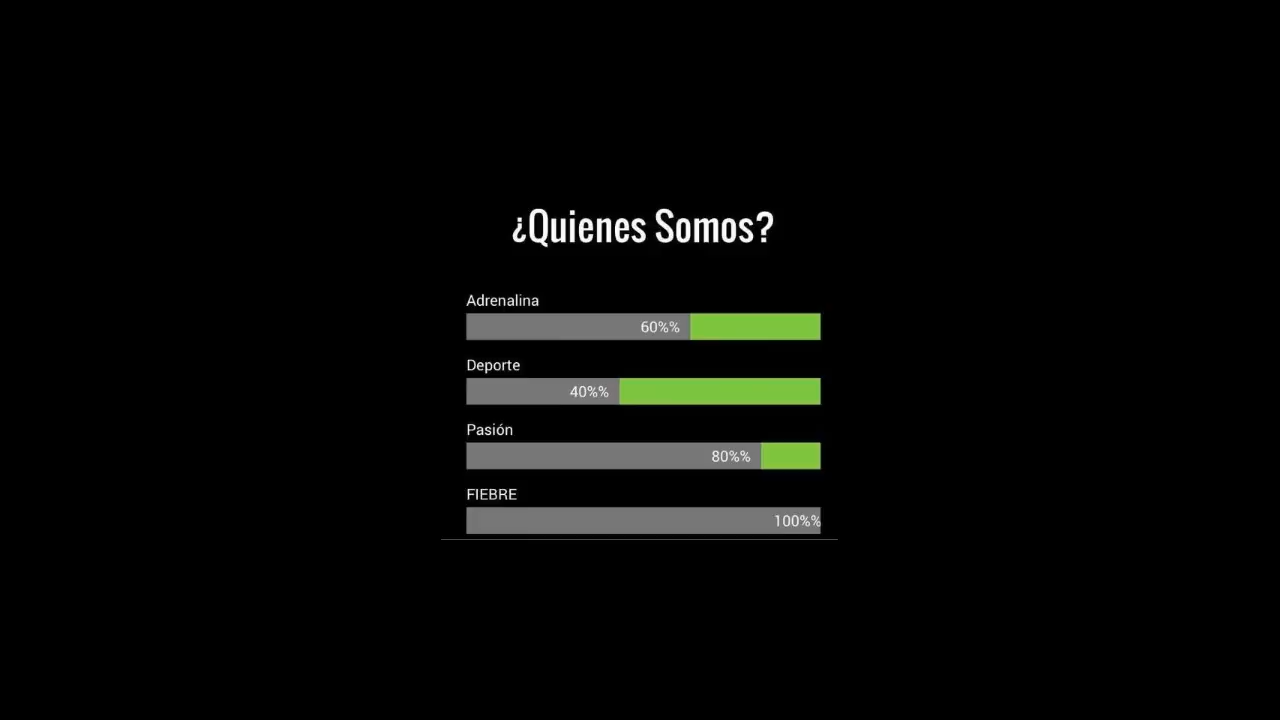 ¿Quienes Somos?
Adrenalina
60%%
Deporte
40%%
Pasión
80%%
FIEBRE
100%%